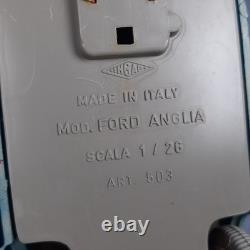 MADE IN ITALY
MOD. FORD ANGLIA
SCALA 1/26
ART. 503